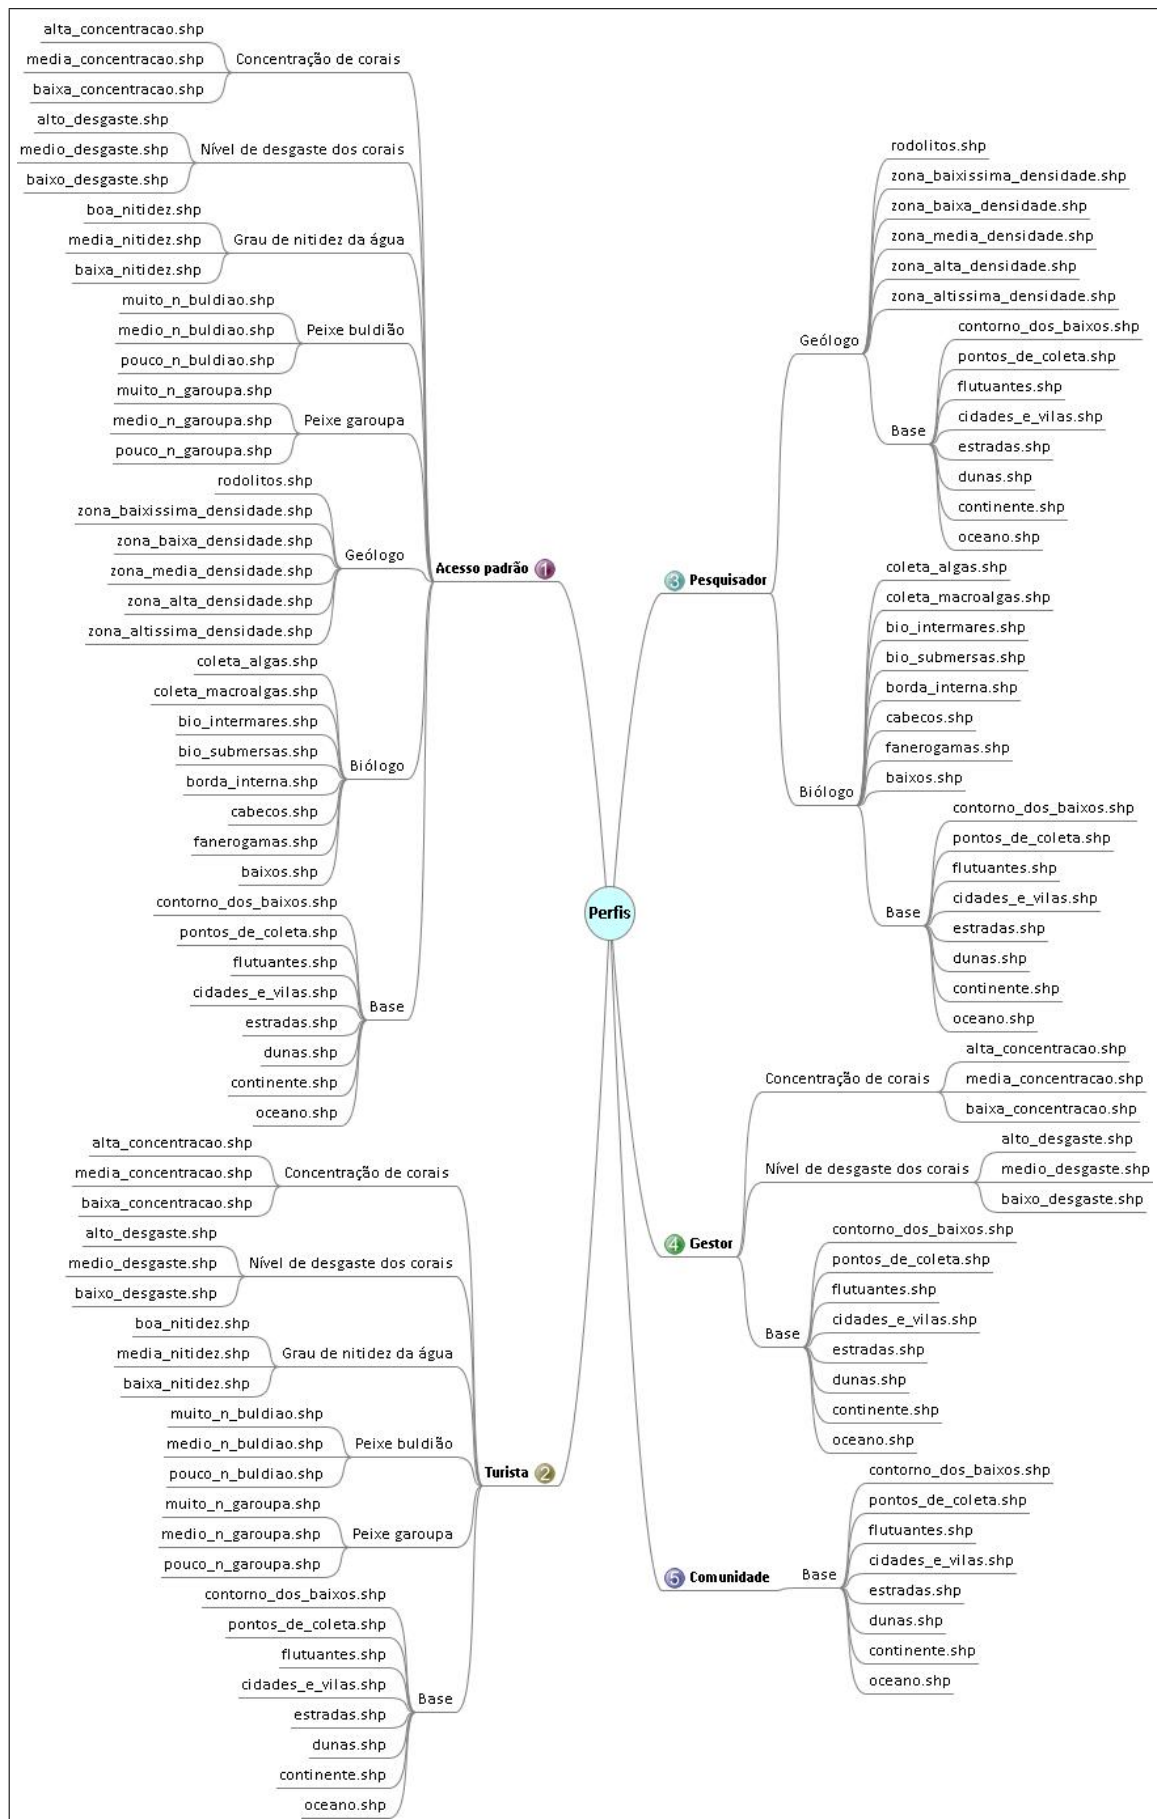 alta_concentracao.shp
media_concentracao.shp
baixa_concentracao.shp
Concentração de corais
alto_desgaste.shp
medio_desgaste.shp
baixo_desgaste.shp
Nível de desgaste dos corais
boa_nitidez.shp
media_nitidez.shp
baixa_nitidez.shp
Grau de nitidez da água
muito_n_buldiao.shp
medio_n_buldiao.shp
pouco_n_buldiao.shp
Peixe buldião
muito_n_garoupa.shp
medio_n_garoupa.shp
pouco_n_garoupa.shp
Peixe garoupa
rodolitos.shp
zona_baixissima_densidade.shp
zona_baixa_densidade.shp
zona_media_densidade.shp
zona_alta_densidade.shp
zona_altissima_densidade.shp
Geólogo
coleta_algas.shp
coleta_macroalgas.shp
bio_intermares.shp
bio_submersas.shp
borda_interna.shp
cabecos.shp
fanerogamas.shp
baixos.shp
Biólogo
contorno_dos_baixos.shp
pontos_de_coleta.shp
flutuantes.shp
cidades_e_vilas.shp
estradas.shp
dunas.shp
continente.shp
oceano.shp
Base
Acesso padrão 1
alta_concentracao.shp
media_concentracao.shp
baixa_concentracao.shp
Concentração de corais
alto_desgaste.shp
medio_desgaste.shp
baixo_desgaste.shp
Nível de desgaste dos corais
boa_nitidez.shp
media_nitidez.shp
baixa_nitidez.shp
Grau de nitidez da água
muito_n_buldiao.shp
medio_n_buldiao.shp
pouco_n_buldiao.shp
Peixe buldião
muito_n_garoupa.shp
medio_n_garoupa.shp
pouco_n_garoupa.shp
Peixe garoupa
contorno_dos_baixos.shp
pontos_de_coleta.shp
flutuantes.shp
cidades_e_vilas.shp
estradas.shp
dunas.shp
continente.shp
oceano.shp
Base
Turista 2
Perfis
3 Pesquisador
Geólogo
rodolitos.shp
zona_baixissima_densidade.shp
zona_baixa_densidade.shp
zona_media_densidade.shp
zona_alta_densidade.shp
zona_altissima_densidade.shp
Base
contorno_dos_baixos.shp
pontos_de_coleta.shp
flutuantes.shp
cidades_e_vilas.shp
estradas.shp
dunas.shp
continente.shp
oceano.shp
Biólogo
coleta_algas.shp
coleta_macroalgas.shp
bio_intermares.shp
bio_submersas.shp
borda_interna.shp
cabecos.shp
fanerogamas.shp
baixos.shp
Base
contorno_dos_baixos.shp
pontos_de_coleta.shp
flutuantes.shp
cidades_e_vilas.shp
estradas.shp
dunas.shp
continente.shp
oceano.shp
4 Gestor
Concentração de corais
alta_concentracao.shp
media_concentracao.shp
baixa_concentracao.shp
Nível de desgaste dos corais
alto_desgaste.shp
medio_desgaste.shp
baixo_desgaste.shp
Base
contorno_dos_baixos.shp
pontos_de_coleta.shp
flutuantes.shp
cidades_e_vilas.shp
estradas.shp
dunas.shp
continente.shp
oceano.shp
5 Comunidade
Base
contorno_dos_baixos.shp
pontos_de_coleta.shp
flutuantes.shp
cidades_e_vilas.shp
estradas.shp
dunas.shp
continente.shp
oceano.shp